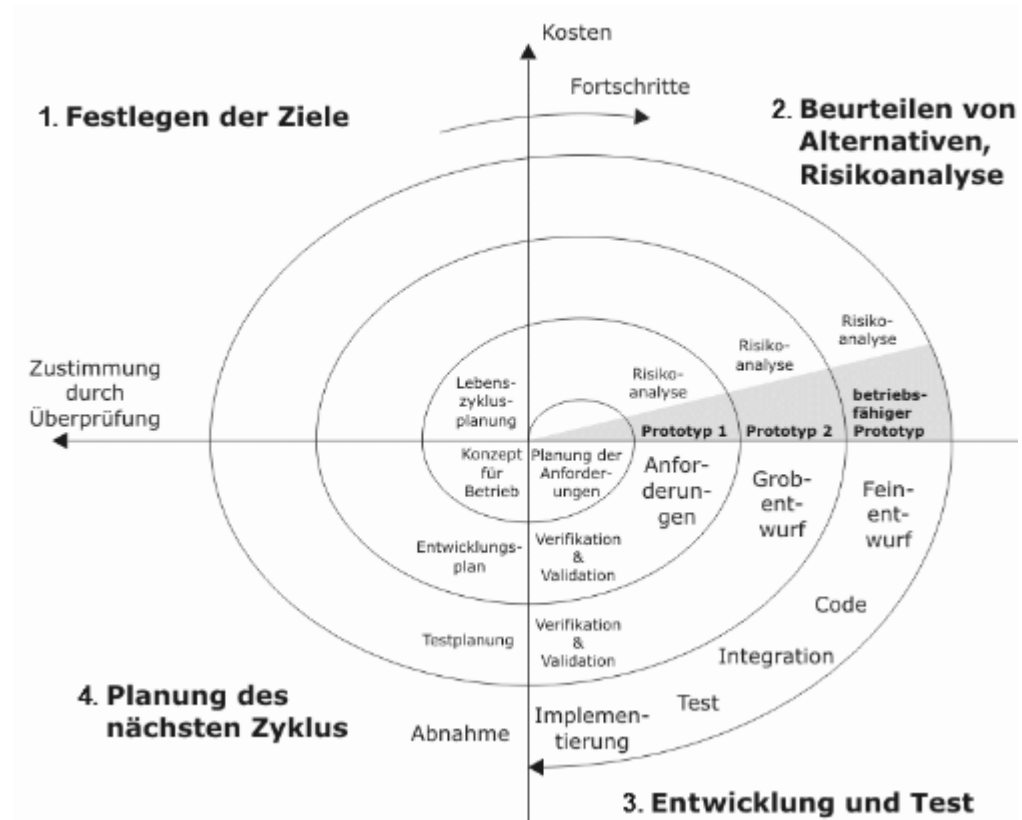 Kosten
Fortschritte
1. Festlegen der Ziele
2. Beurteilen von
Alternativen,
Risikoanalyse
Zustimmung
durch
Überprüfung
Lebens-
zyklus-
planung
Risiko-
analyse
Risiko-
analyse
Risiko-
analyse
Prototyp 1
Prototyp 2
betriebs-
fähiger
Prototyp
Konzept
für
Betrieb
Planung der
Anforder-
ungen
Anfor-
derun-
gen
Grob-
ent-
wurf
Fein-
ent-
wurf
Entwicklungs-
plan
Verifikation
&
Validation
Code
Testplanung
Verifikation
&
Validation
Integration
Test
4. Planung des
nächsten Zyklus
Abnahme
Implemen-
tierung
3. Entwicklung und Test